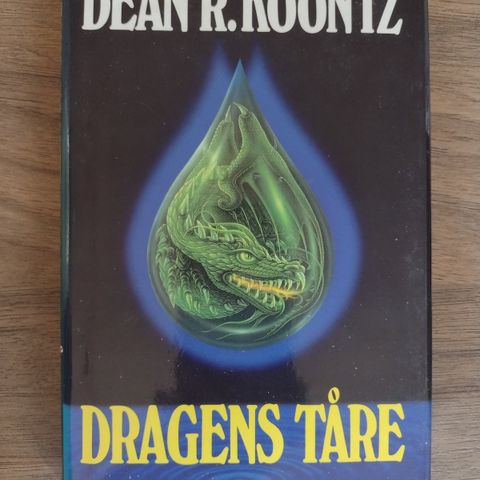 DEAN R. KOONTZ
DRAGENS TÅRE